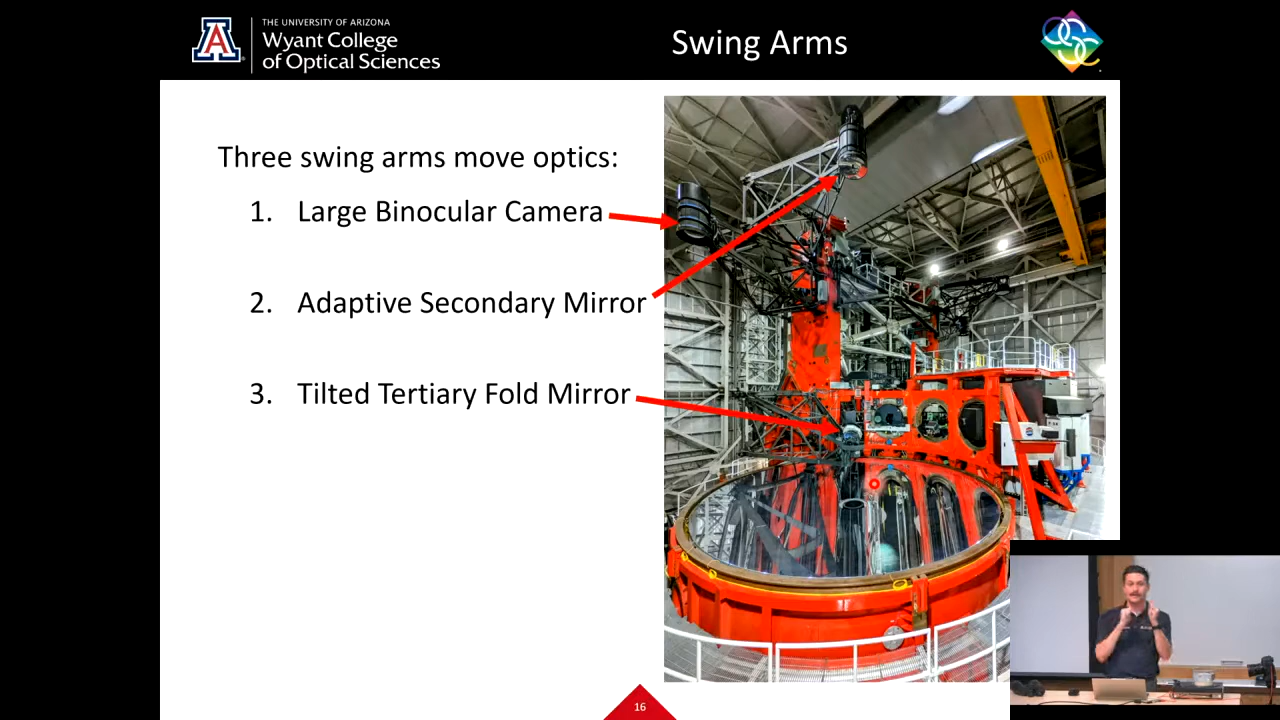 THE UNIVERSITY OF ARIZONA
Wyant College
of Optical Sciences
Swing Arms
Three swing arms move optics:
1. Large Binocular Camera
2. Adaptive Secondary Mirror
3. Tilted Tertiary Fold Mirror
16